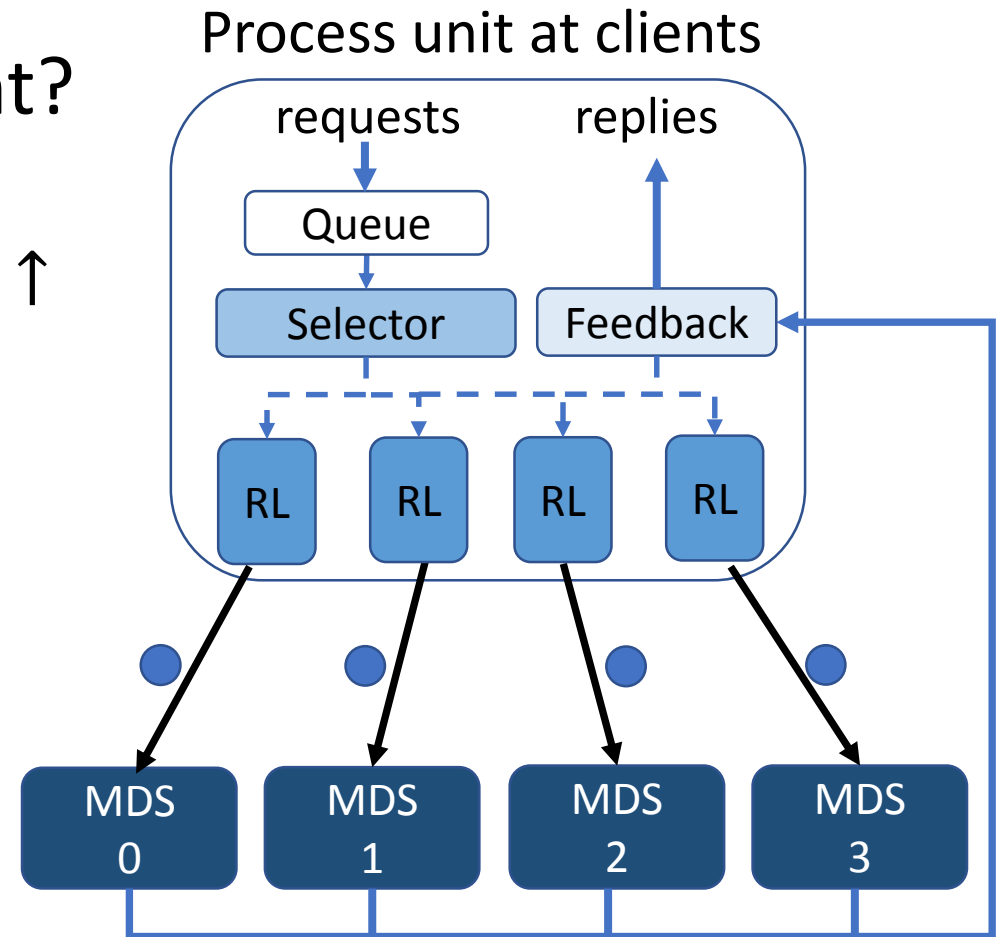 Process unit at clients
nt?
↑
requests
replies
Queue
Selector
Feedback
RL
RL
RL
RL
MDS
0
MDS
1
MDS
2
MDS
3